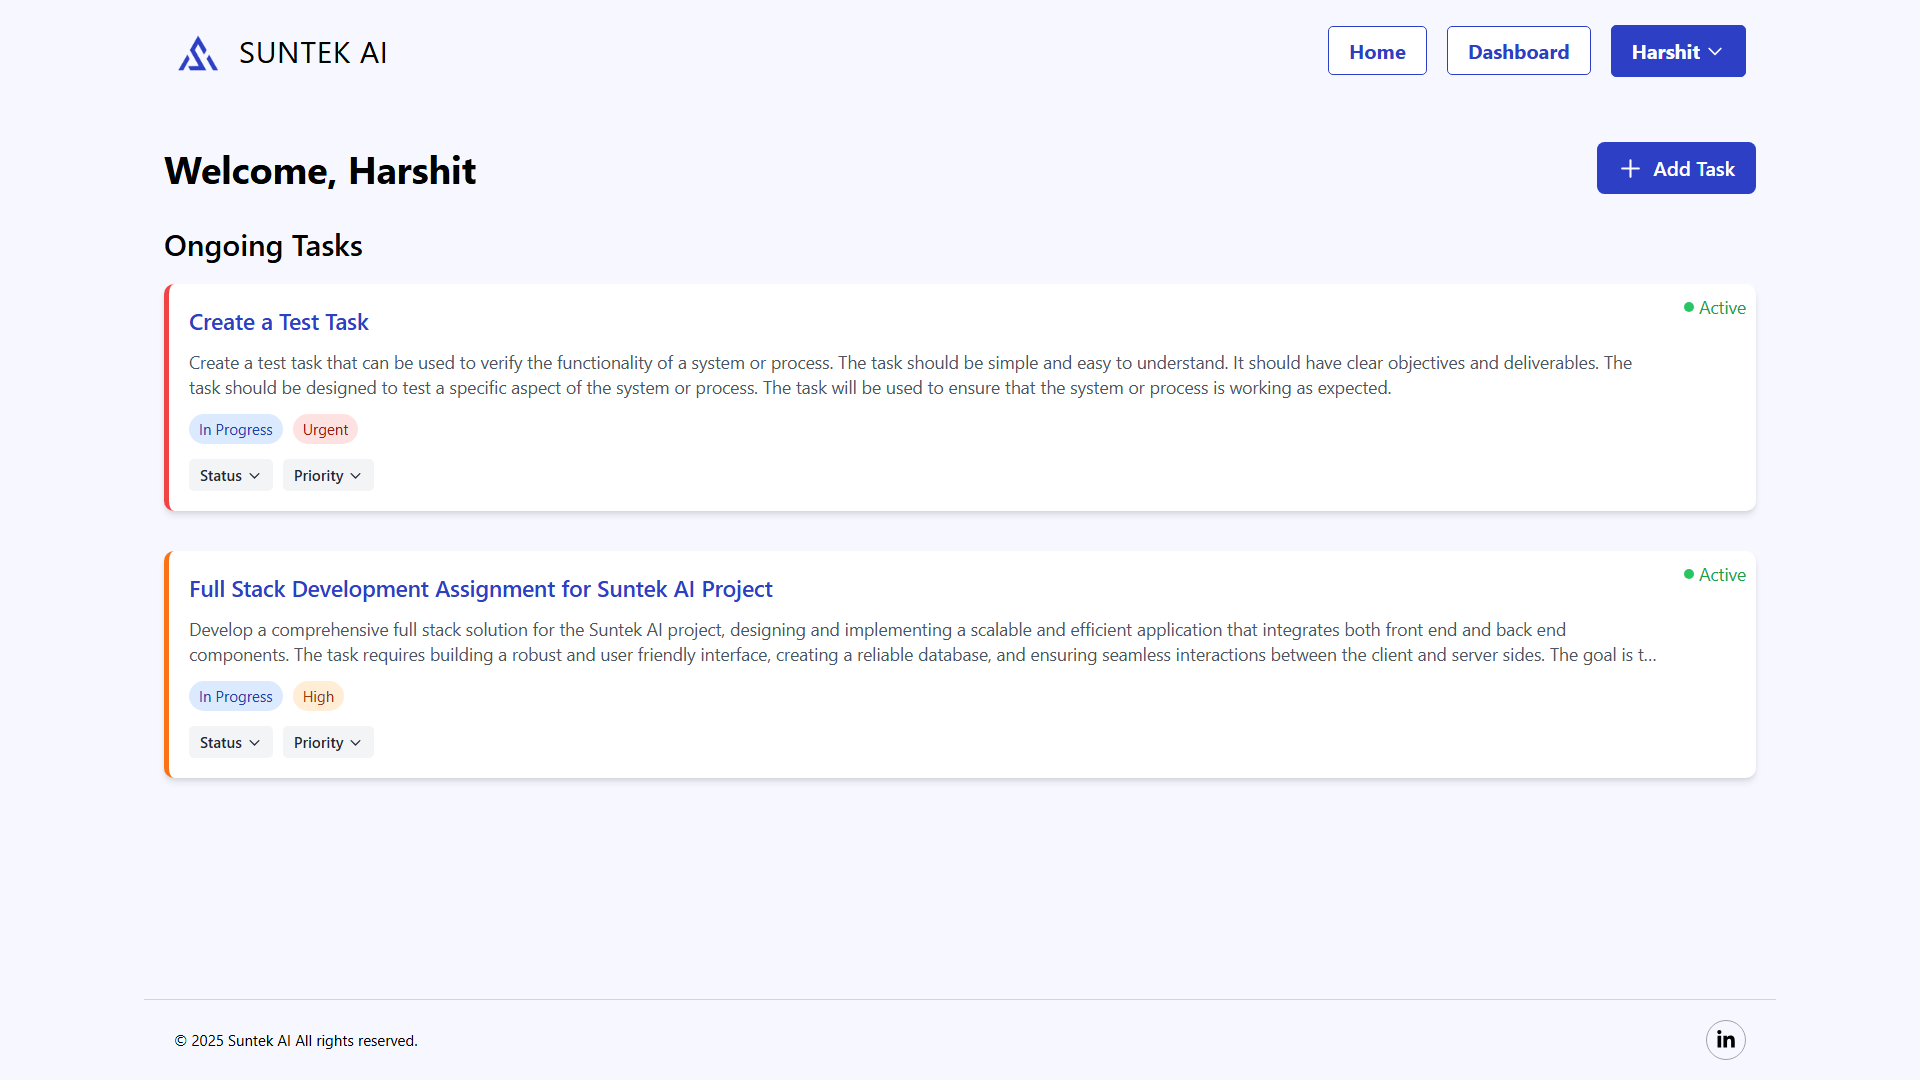 SUNTEK AI
Home
Dashboard
Harshit
Welcome, Harshit
Add Task
Ongoing Tasks
Create a Test Task
Active
Create a test task that can be used to verify the functionality of a system or process. The task should be simple and easy to understand. It should have clear objectives and deliverables. The
task should be designed to test a specific aspect of the system or process. The task will be used to ensure that the system or process is working as expected.
In Progress
Urgent
Status
Priority
Full Stack Development Assignment for Suntek AI Project
Active
Develop a comprehensive full stack solution for the Suntek AI project, designing and implementing a scalable and efficient application that integrates both front end and back end
components. The task requires building a robust and user friendly interface, creating a reliable database, and ensuring seamless interactions between the client and server sides. The goal is t...
In Progress
High
Status
Priority
© 2025 Suntek AI All rights reserved.
in